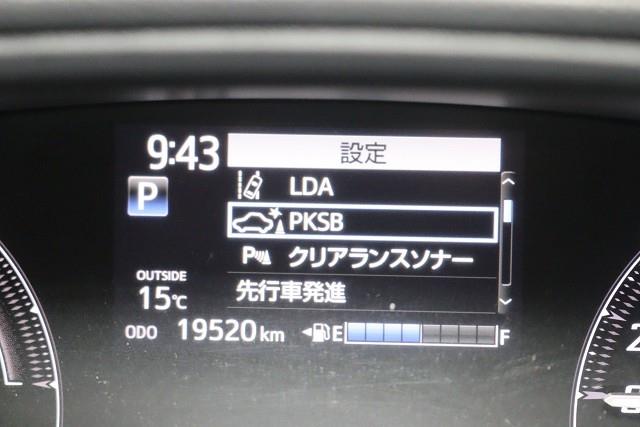 9:43
設定
P
LDA
PKSB
P クリアランスソナー
OUTSIDE
15℃
先行車発進
ODO 19520 km E F
2